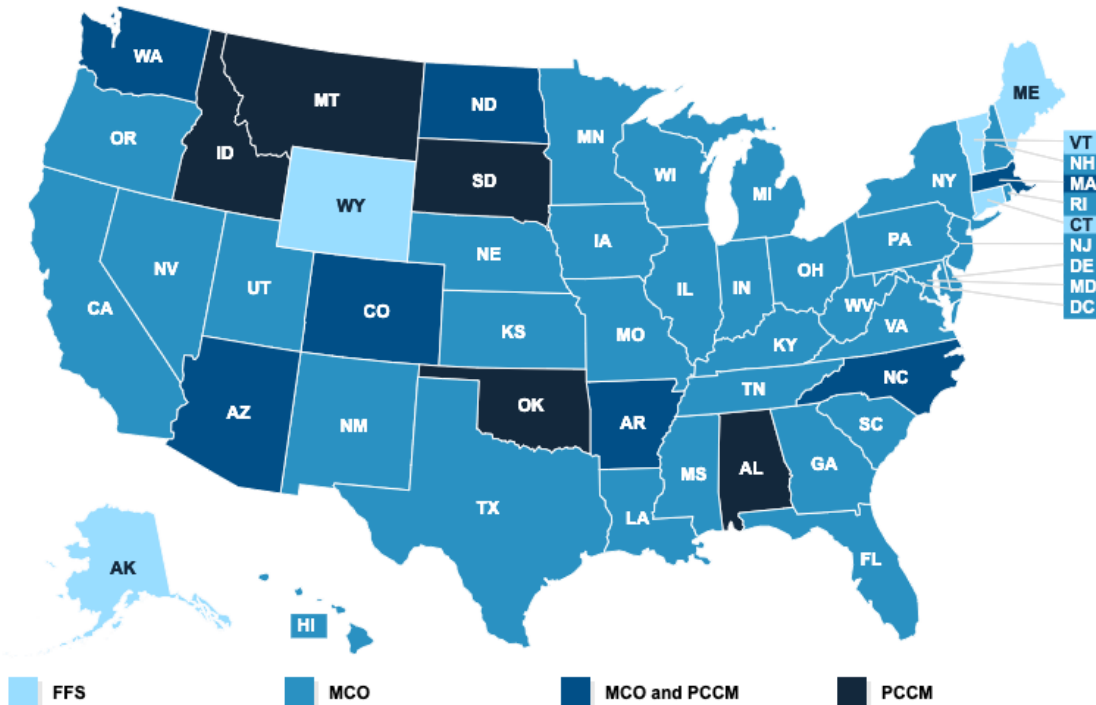 WA
MT
ND
MN
ME
OR
ID
SD
WI
MI
NY
VT
NH
MA
RI
CT
NJ
DE
MD
DC
WY
NE
IA
PA
NV
UT
CO
IL
IN
OH
WV
VA
CA
KS
MO
KY
AZ
NM
OK
AR
TN
NC
SC
MS
AL
GA
TX
LA
FL
AK
HI
FFS
MCO
MCO and PCCM
PCCM